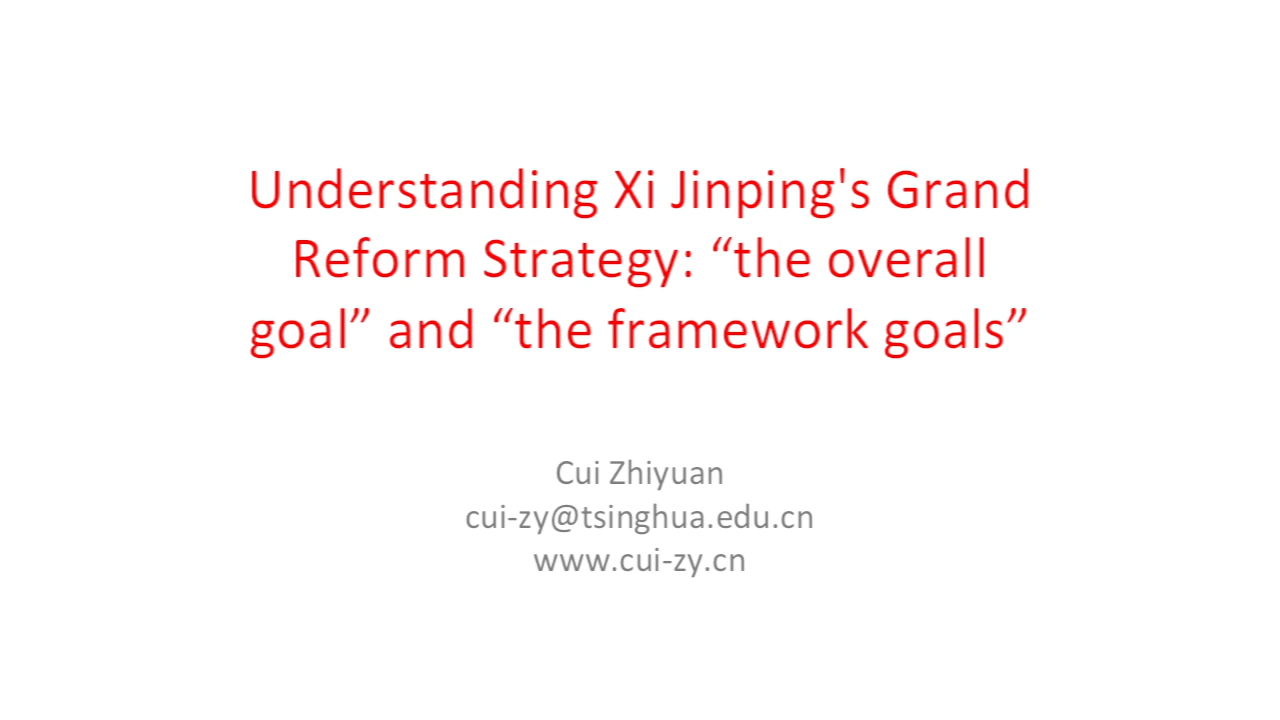 Understanding Xi Jinping's Grand
Reform Strategy: “the overall
goal” and “the framework goals”
Cui Zhiyuan
cui-zy@tsinghua.edu.cn
www.cui-zy.cn